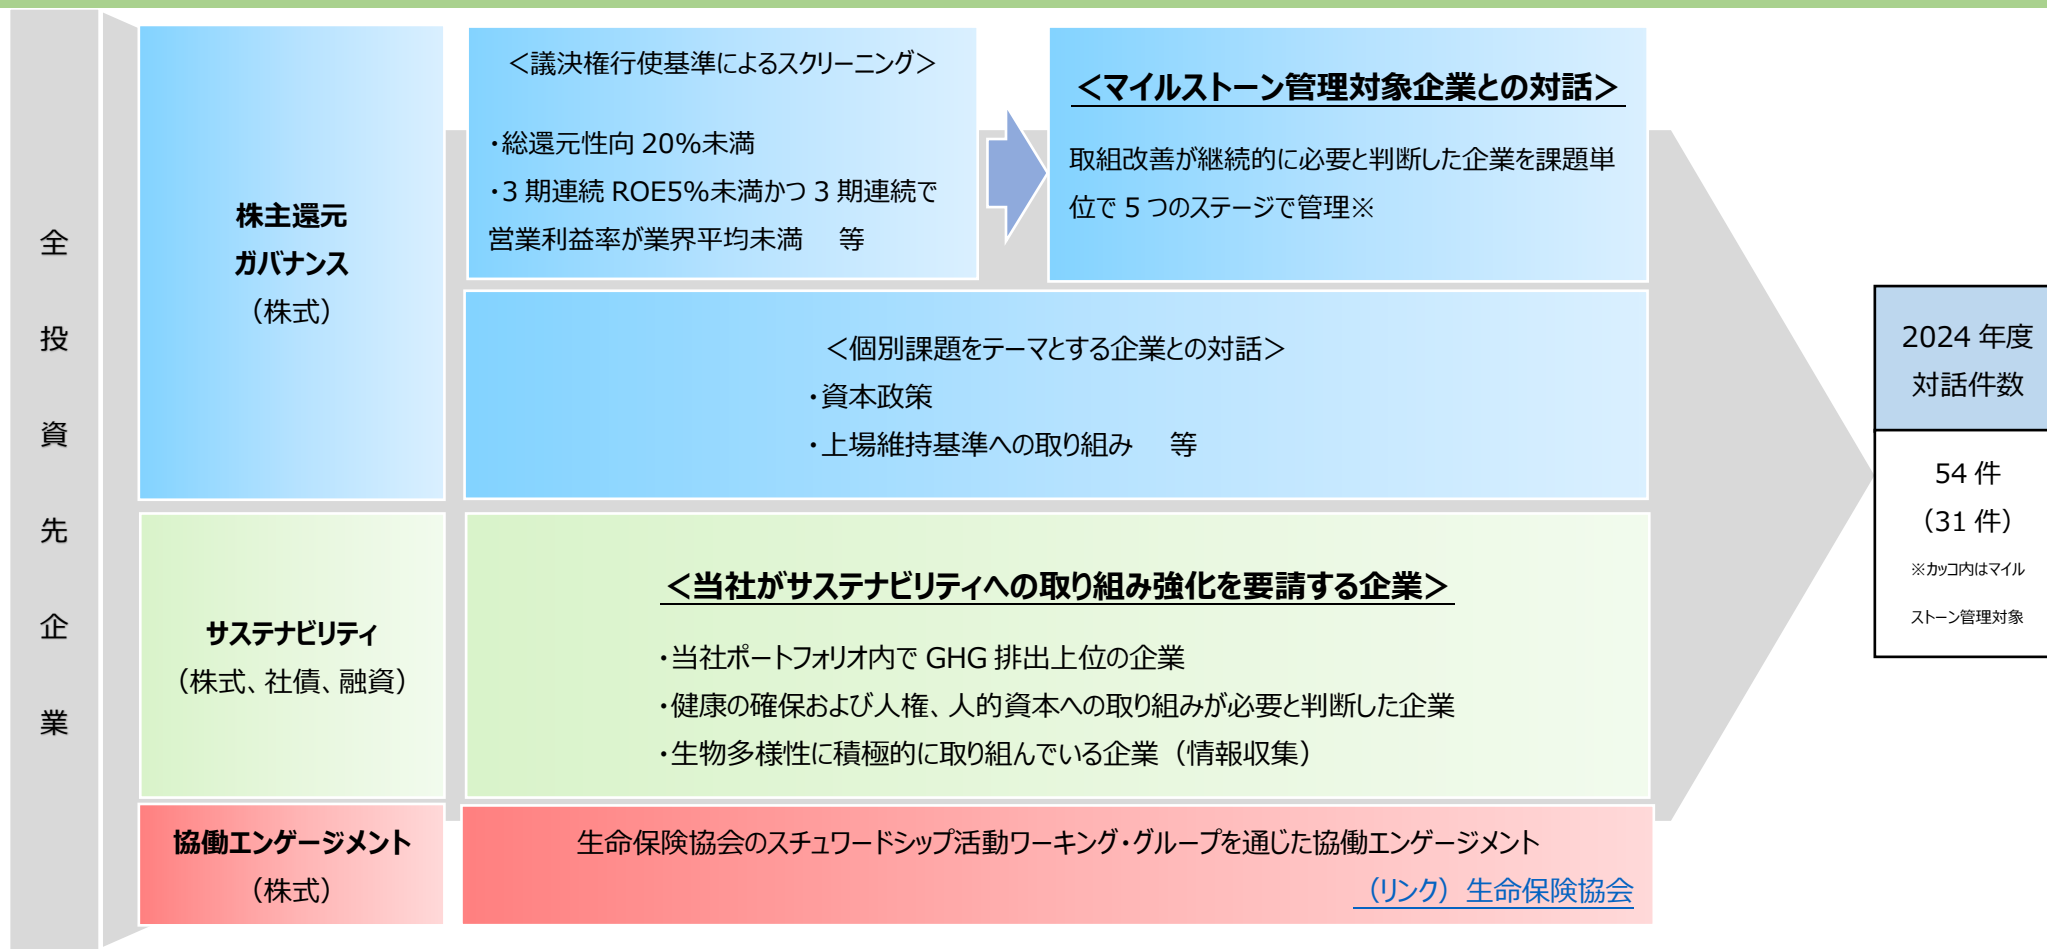 全投資先企業
株主還元
ガバナンス
（株式）
＜議決権行使基準によるスクリーニング＞
・総還元性向 20%未満
・3 期連続 ROE5%未満かつ 3 期連続で
営業利益率が業界平均未満　等
＜マイルストーン管理対象企業との対話＞
取組改善が継続的に必要と判断した企業を課題単
位で 5 つのステージで管理※
＜個別課題をテーマとする企業との対話＞
・資本政策
・上場維持基準への取り組み　等
サステナビリティ
（株式、社債、融資）
＜当社がサステナビリティへの取り組み強化を要請する企業＞
・当社ポートフォリオ内で GHG 排出上位の企業
・健康の確保および人権、人的資本への取り組みが必要と判断した企業
・生物多様性に積極的に取り組んでいる企業（情報収集）
協働エンゲージメント
（株式）
生命保険協会のスチュワードシップ活動ワーキング・グループを通じた協働エンゲージメント
（リンク）生命保険協会
2024 年度
対話件数
54 件
（31 件）
※カッコ内はマイル
ストーン管理対象